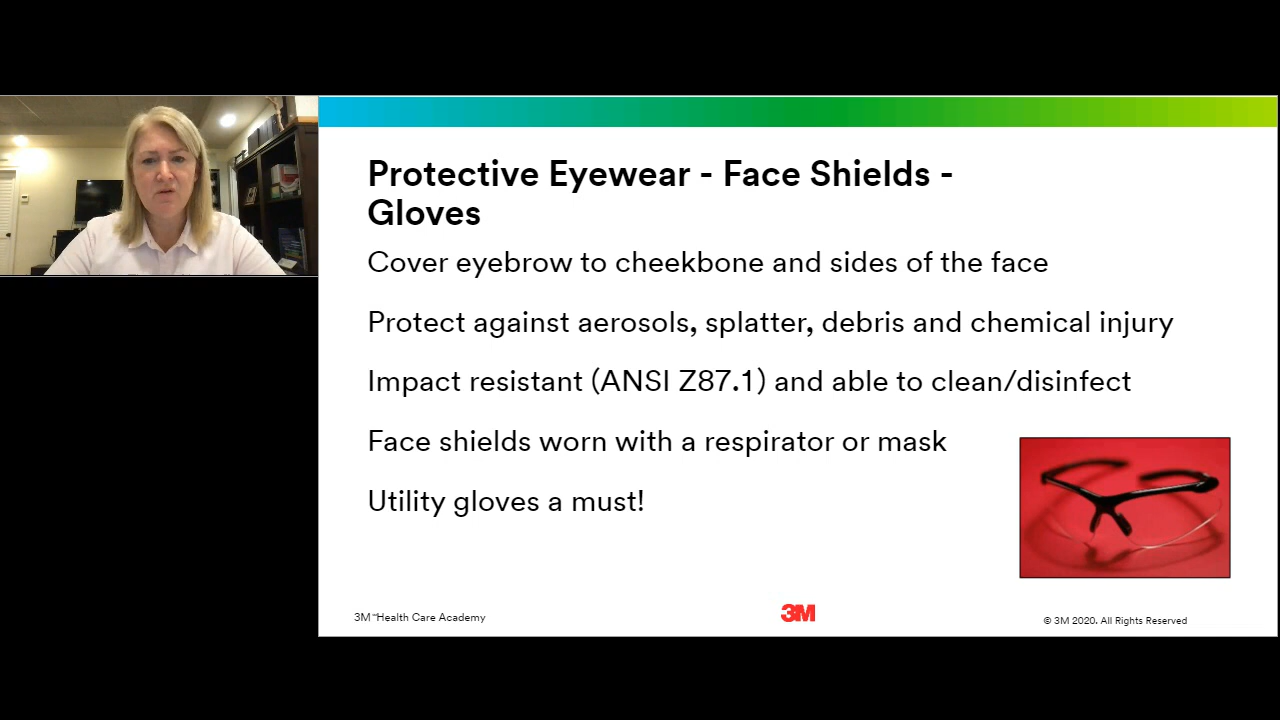 Protective Eyewear - Face Shields -
Gloves
Cover eyebrow to cheekbone and sides of the face
Protect against aerosols, splatter, debris and chemical injury
Impact resistant (ANSI Z87.1) and able to clean/disinfect
Face shields worn with a respirator or mask
Utility gloves a must!
3M™Health Care Academy
3M
© 3M 2020. All Rights Reserved